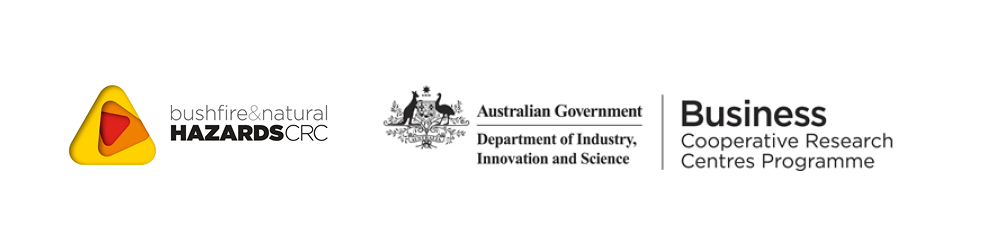 bushfire&natural
HAZARDSCRC
Australian Government
Department of Industry,
Innovation and Science
Business
Cooperative Research
Centres Programme